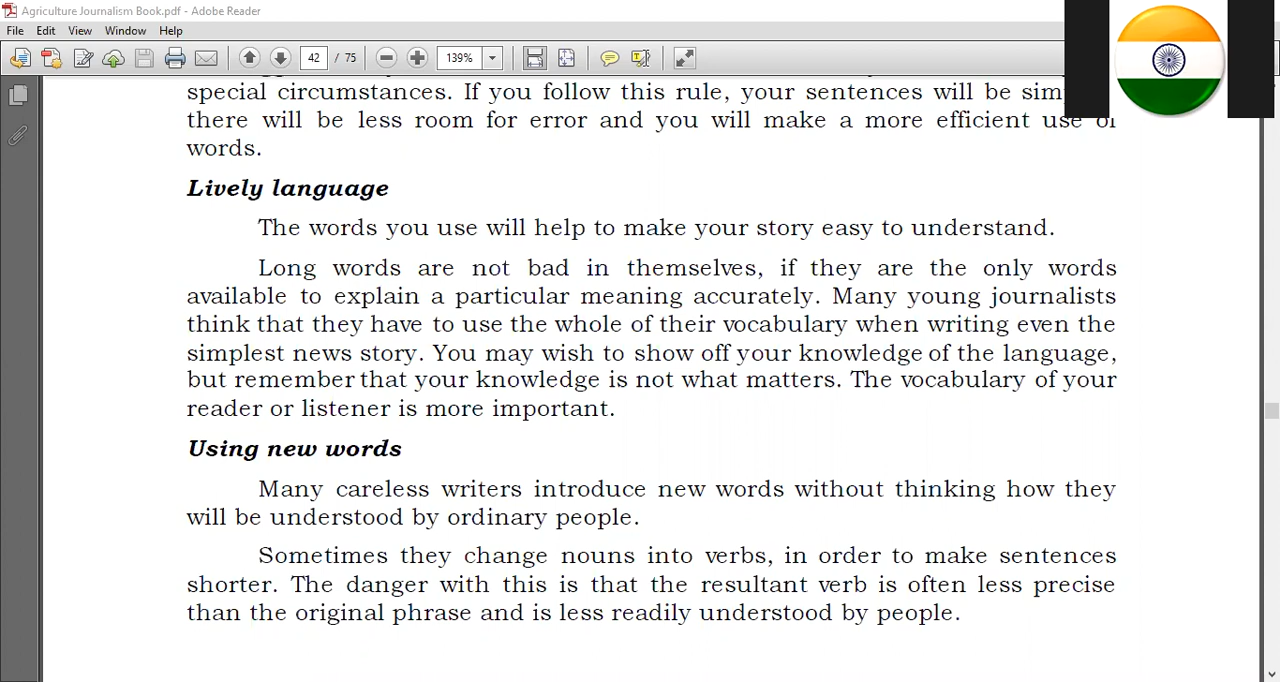 Agriculture Journalism Book.pdf - Adobe Reader
File Edit View Window Help
42 / 75 139%
special circumstances. If you follow this rule, your sentences will be
there will be less room for error and you will make a more efficient use of
words.
Lively language
The words you use will help to make your story easy to understand.
Long words are not bad in themselves, if they are the only words
available to explain a particular meaning accurately. Many young journalists
think that they have to use the whole of their vocabulary when writing even the
simplest news story. You may wish to show off your knowledge of the language,
but remember that your knowledge is not what matters. The vocabulary of your
reader or listener is more important.
Using new words
Many careless writers introduce new words without thinking how they
will be understood by ordinary people.
Sometimes they change nouns into verbs, in order to make sentences
shorter. The danger with this is that the resultant verb is often less precise
than the original phrase and is less readily understood by people.